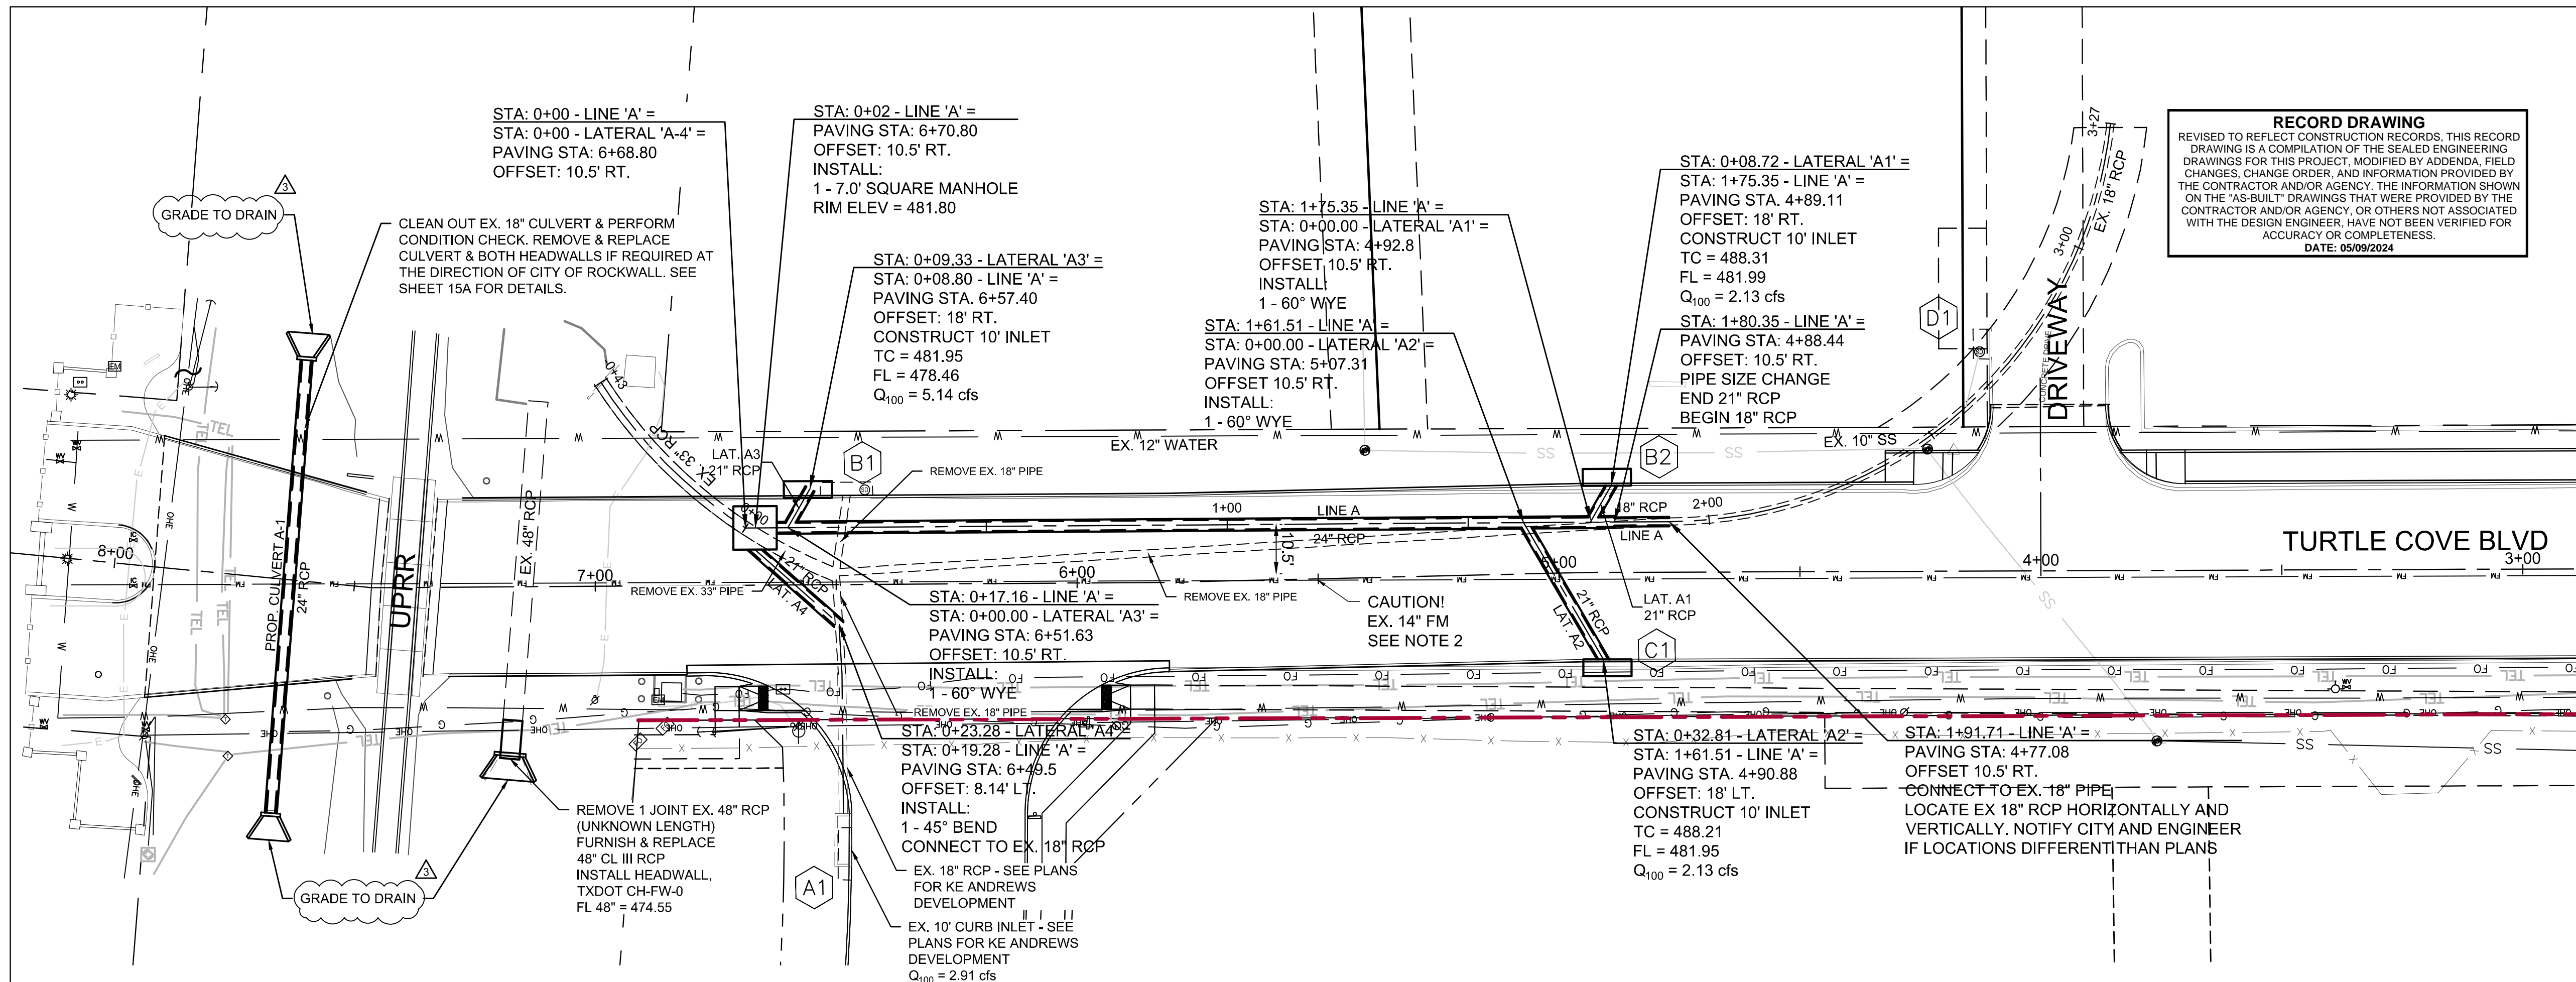 STA: 0+00 - LINE 'A' =
STA: 0+00 - LATERAL 'A-4' =
PAVING STA: 6+68.80
OFFSET: 10.5' RT.
STA: 0+02 - LINE 'A' =
PAVING STA: 6+70.80
OFFSET: 10.5' RT.
INSTALL:
1 - 7.0' SQUARE MANHOLE
RIM ELEV = 481.80
RECORD DRAWING
REVISED TO REFLECT CONSTRUCTION RECORDS, THIS RECORD
DRAWING IS A COMPILATION OF THE SEALED ENGINEERING
DRAWINGS FOR THIS PROJECT, MODIFIED BY ADDENDA, FIELD
CHANGES, CHANGE ORDER, AND INFORMATION PROVIDED BY
THE CONTRACTOR AND/OR AGENCY. THE INFORMATION SHOWN
ON THE "AS-BUILT" DRAWINGS THAT WERE PROVIDED BY THE
CONTRACTOR AND/OR AGENCY, OR OTHERS NOT ASSOCIATED
WITH THE DESIGN ENGINEER, HAVE NOT BEEN VERIFIED FOR
ACCURACY OR COMPLETENESS.
DATE: 05/09/2024
3
GRADE TO DRAIN
CLEAN OUT EX. 18" CULVERT & PERFORM
CONDITION CHECK. REMOVE & REPLACE
CULVERT & BOTH HEADWALLS IF REQUIRED AT
THE DIRECTION OF CITY OF ROCKWALL. SEE
SHEET 15A FOR DETAILS.
STA: 0+09.33 - LATERAL 'A3' =
STA: 0+08.80 - LINE 'A' =
PAVING STA. 6+57.40
OFFSET: 18' RT.
CONSTRUCT 10' INLET
TC = 481.95
FL = 478.46
Q100 = 5.14 cfs
STA: 1+75.35 - LINE 'A' =
STA: 0+00.00 - LATERAL 'A1' =
PAVING STA: 4+92.8
OFFSET 10.5' RT.
INSTALL:
1 - 60° WYE
STA: 1+61.51 - LINE 'A' =
STA: 0+00.00 - LATERAL 'A2' =
PAVING STA: 5+07.31
OFFSET 10.5' RT.
INSTALL:
1 - 60° WYE
STA: 0+08.72 - LATERAL 'A1' =
STA: 1+75.35 - LINE 'A' =
PAVING STA. 4+89.11
OFFSET: 18' RT.
CONSTRUCT 10' INLET
TC = 488.31
FL = 481.99
Q100 = 2.13 cfs
STA: 1+80.35 - LINE 'A' =
PAVING STA: 4+88.44
OFFSET: 10.5' RT.
PIPE SIZE CHANGE
END 21" RCP
BEGIN 18" RCP
D1
3+27
EX. 18" RCP
3+00
CONCRETE DRIVE
DRIVEWAY
-0+43
EX. 33" RCP
LAT. A3
21" RCP
B1
REMOVE EX. 18" PIPE
EX. 12" WATER
B2
EX. 10" SS
0+00
1+00
LINE A
24" RCP
10.5'
18" RCP
LINE A
2+00
TURTLE COVE BLVD
8+00
PROP. CULVERT A-1
24" RCP
UPRR
EX. 48" RCP
7+00
REMOVE EX. 33" PIPE
21" RCP
LAT. A4
6+00
REMOVE EX. 18" PIPE
5+00
4+00
3+00
STA: 0+17.16 - LINE 'A' =
STA: 0+00.00 - LATERAL 'A3' =
PAVING STA: 6+51.63
OFFSET: 10.5' RT.
INSTALL:
1 - 60° WYE
CAUTION!
EX. 14" FM
SEE NOTE 2
21" RCP
LAT. A2
LAT. A1
21" RCP
C1
REMOVE EX. 18" PIPE
STA: 0+23.28 - LATERAL 'A4' =
STA: 0+19.28 - LINE 'A' =
PAVING STA: 6+49.5
OFFSET: 8.14' LT.
INSTALL:
1 - 45° BEND
CONNECT TO EX. 18" RCP
STA: 0+32.81 - LATERAL 'A2' =
STA: 1+61.51 - LINE 'A' =
PAVING STA. 4+90.88
OFFSET: 18' LT.
CONSTRUCT 10' INLET
TC = 488.21
FL = 481.95
Q100 = 2.13 cfs
STA: 1+91.71 - LINE 'A' =
PAVING STA: 4+77.08
OFFSET 10.5' RT.
CONNECT TO EX. 18" PIPE
LOCATE EX 18" RCP HORIZONTALLY AND
VERTICALLY. NOTIFY CITY AND ENGINEER
IF LOCATIONS DIFFERENT THAN PLANS
REMOVE 1 JOINT EX. 48" RCP
(UNKNOWN LENGTH)
FURNISH & REPLACE
48" CL III RCP
INSTALL HEADWALL,
TXDOT CH-FW-0
FL 48" = 474.55
3
GRADE TO DRAIN
A1
EX. 18" RCP - SEE PLANS
FOR KE ANDREWS
DEVELOPMENT
EX. 10' CURB INLET - SEE
PLANS FOR KE ANDREWS
DEVELOPMENT
Q100 = 2.91 cfs